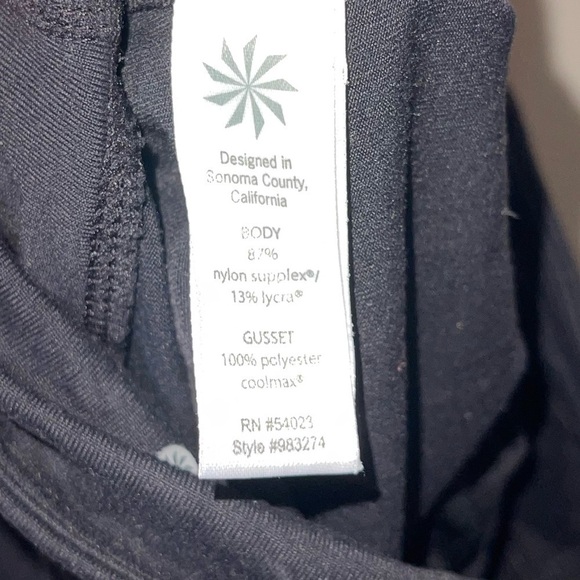 Designed in
Sonoma County,
California
BODY
87%
nylon supplex®/
13% lycra®
GUSSET
100% polyester
coolmax®
RN #54023
Style #983274